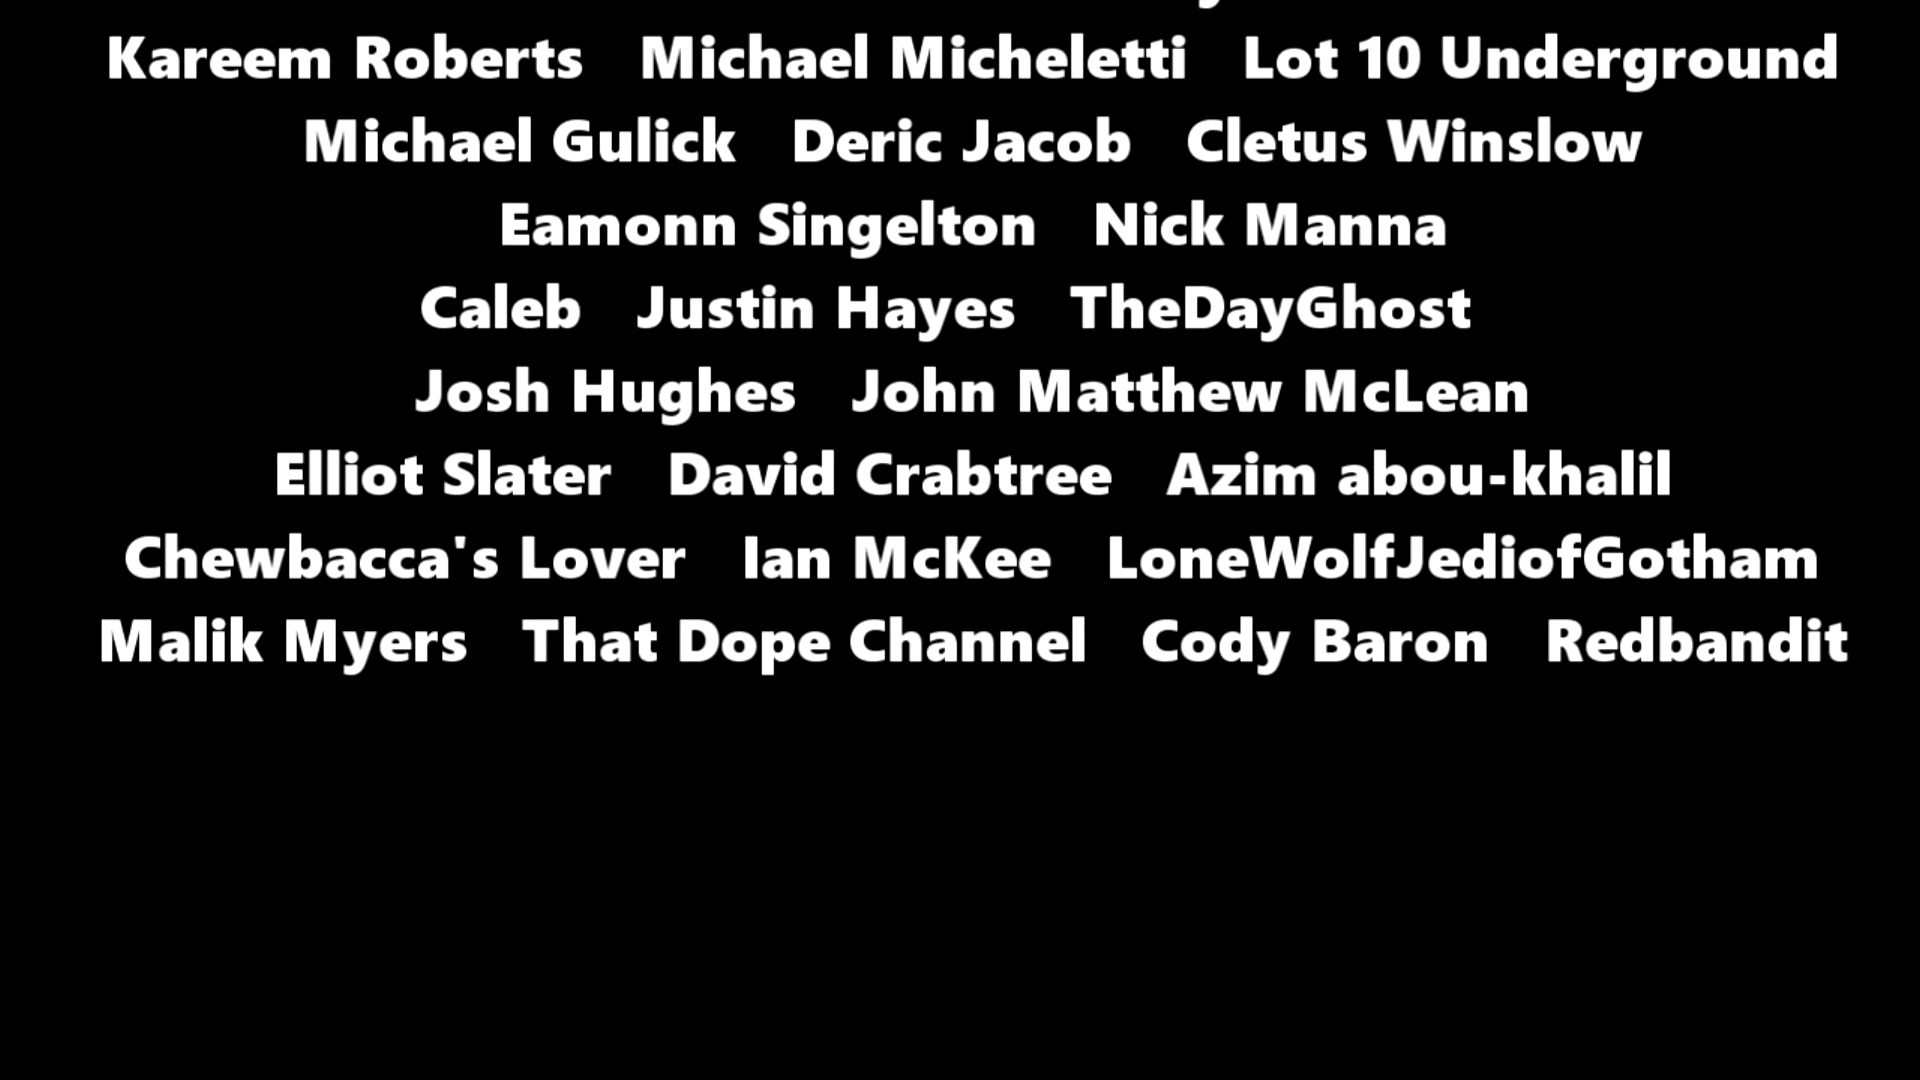 Kareem Roberts Michael Micheletti Lot 10 Underground
Michael Gulick Deric Jacob Cletus Winslow
Eamonn Singelton Nick Manna
Caleb Justin Hayes TheDayGhost
Josh Hughes John Matthew McLean
Elliot Slater David Crabtree Azim abou-khalil
Chewbacca's Lover Ian McKee LoneWolfJediofGotham
Malik Myers That Dope Channel Cody Baron Redbandit